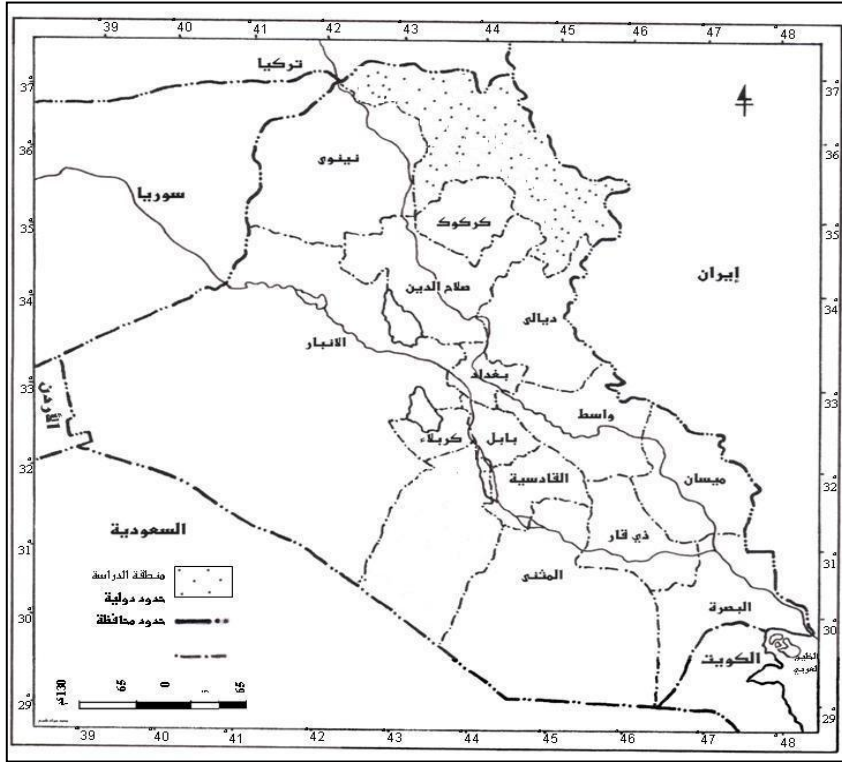 39 40 41 42 43 44 45 46 47 48
37° 37°
تركيا
36° 36°
نينوى
سوريا
35° كركوك 35°
إيران
34° صلاح الدين 34°
ديالى
الانبار
33° بغداد 33°
الأردن
واسط
32° كربلاء بابل 32°
القادسية ميسان
31° السعودية ذي قار 31°
المثنى
منطقة الدراسة
حدود دولية
30° البصرة 30°
حدود محافظة
الكويت
الخليج العربي
130كم 65 0 65
29° 29°
39° 40° 41° 42° 43° 44° 45° 46° 47° 48°